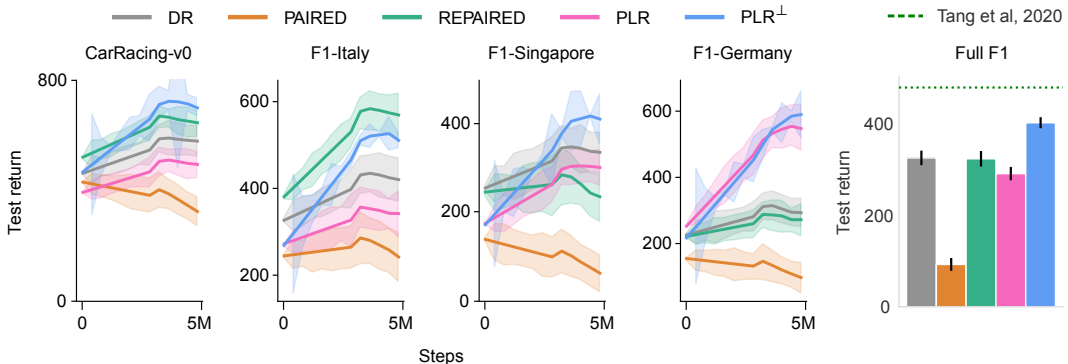 DR PAIRED REPAIRED PLR PLR⊥ Tang et al, 2020
CarRacing-v0 F1-Italy F1-Singapore F1-Germany Full F1
Test return
800
0
0 5M
600
400
200
0 5M
400
200
0
0 5M
600
400
200
0 5M
Steps
Test return
400
200
0